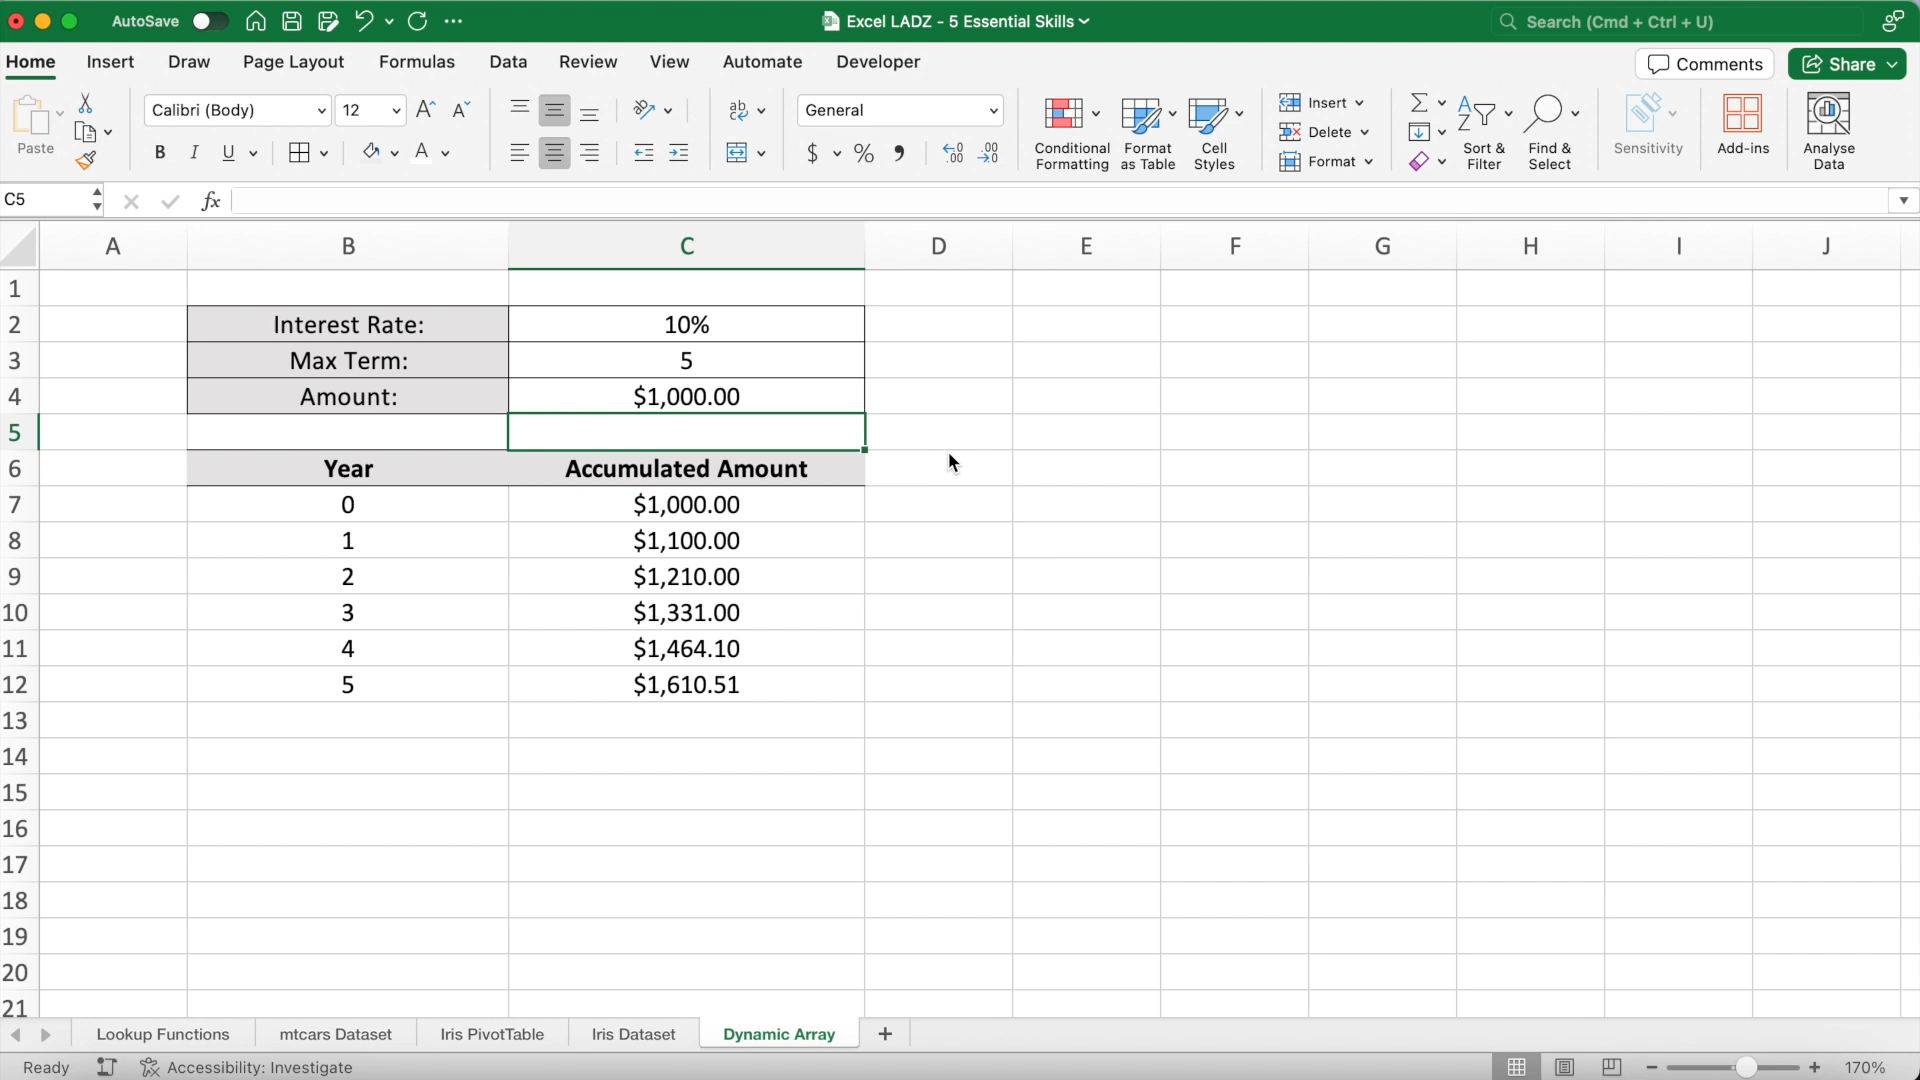 AutoSave
Excel LADZ - 5 Essential Skills
Search (Cmd + Ctrl + U)
Home Insert Draw Page Layout Formulas Data Review View Automate Developer
Comments Share
Paste
Calibri (Body) 12
A A
B I U A
ab
General
$ % 9
Conditional Formatting
Format as Table
Cell Styles
Insert
Delete
Format
Sort & Filter
Find & Select
Sensitivity
Add-ins
Analyse Data
C5 fx
A B C D E F G H I J
1
2 Interest Rate: 10%
3 Max Term: 5
4 Amount: $1,000.00
5
6 Year Accumulated Amount
7 0 $1,000.00
8 1 $1,100.00
9 2 $1,210.00
10 3 $1,331.00
11 4 $1,464.10
12 5 $1,610.51
13
14
15
16
17
18
19
20
21
Lookup Functions mtcars Dataset Iris PivotTable Iris Dataset Dynamic Array +
Ready Accessibility: Investigate 170%